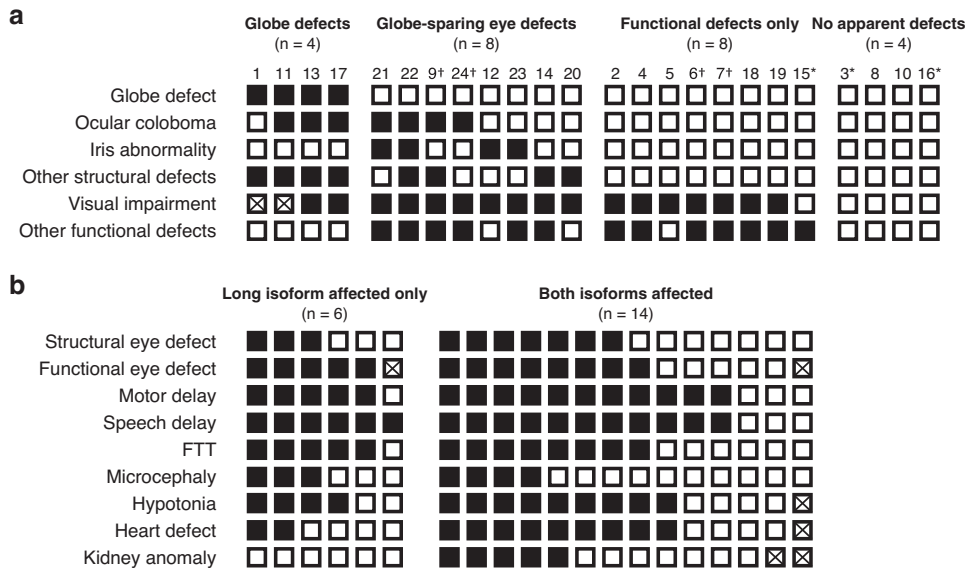 a
Globe defects Globe-sparing eye defects Functional defects only No apparent defects
(n = 4) (n = 8) (n = 8) (n = 4)
1 11 13 17 21 22 9† 24† 12 23 14 20 2 4 5 6† 7† 18 19 15* 3* 8 10 16*
Globe defect
Ocular coloboma
Iris abnormality
Other structural defects
Visual impairment
Other functional defects
b
Long isoform affected only Both isoforms affected
(n = 6) (n = 14)
Structural eye defect
Functional eye defect
Motor delay
Speech delay
FTT
Microcephaly
Hypotonia
Heart defect
Kidney anomaly